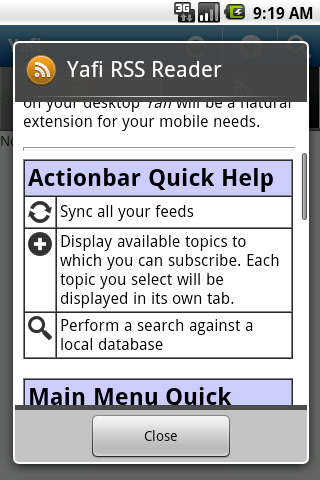 3G
9:19 AM
Yafi RSS Reader
on your desktop Yafi will be a natural
extension for your mobile needs.
Actionbar Quick Help
Sync all your feeds
Display available topics to
which you can subscribe. Each
topic you select will be
displayed in its own tab.
Perform a search against a
local database
Main Menu Quick
Close